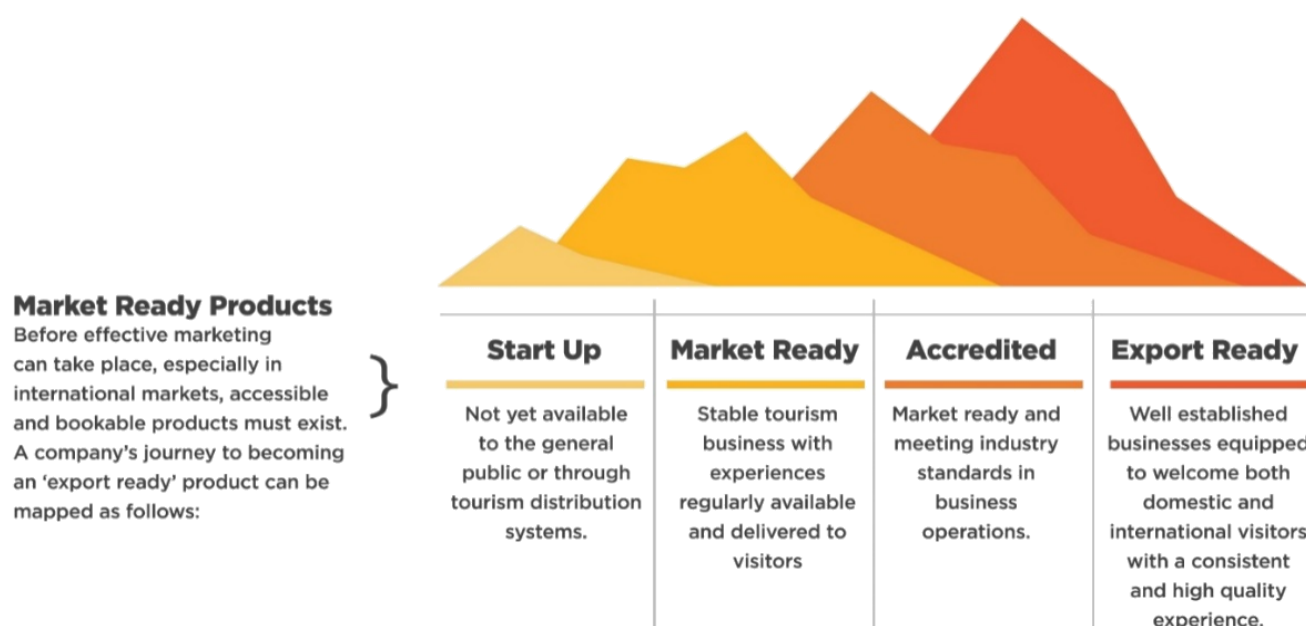 Market Ready Products
Before effective marketing
can take place, especially in
international markets, accessible
and bookable products must exist.
A company’s journey to becoming
an ‘export ready’ product can be
mapped as follows:
}
Start Up
Not yet available
to the general
public or through
tourism distribution
systems.
Market Ready
Stable tourism
business with
experiences
regularly available
and delivered to
visitors
Accredited
Market ready and
meeting industry
standards in
business
operations.
Export Ready
Well established
businesses equipped
to welcome both
domestic and
international visitors
with a consistent
and high quality
experience.